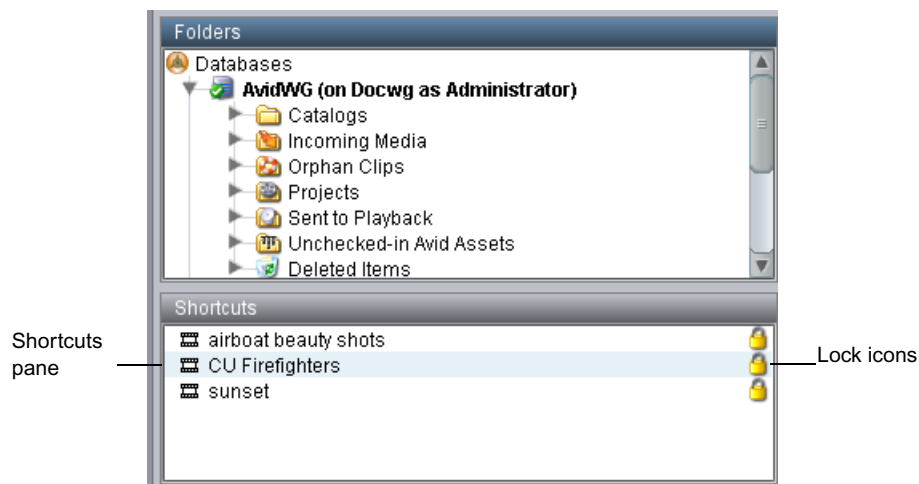 Folders
Databases
AvidWG (on Docwg as Administrator)
Catalogs
Incoming Media
Orphan Clips
Projects
Sent to Playback
Unchecked-in Avid Assets
Deleted Items
Shortcuts
airboat beauty shots
CU Firefighters
sunset
Shortcuts
pane
Lock icons